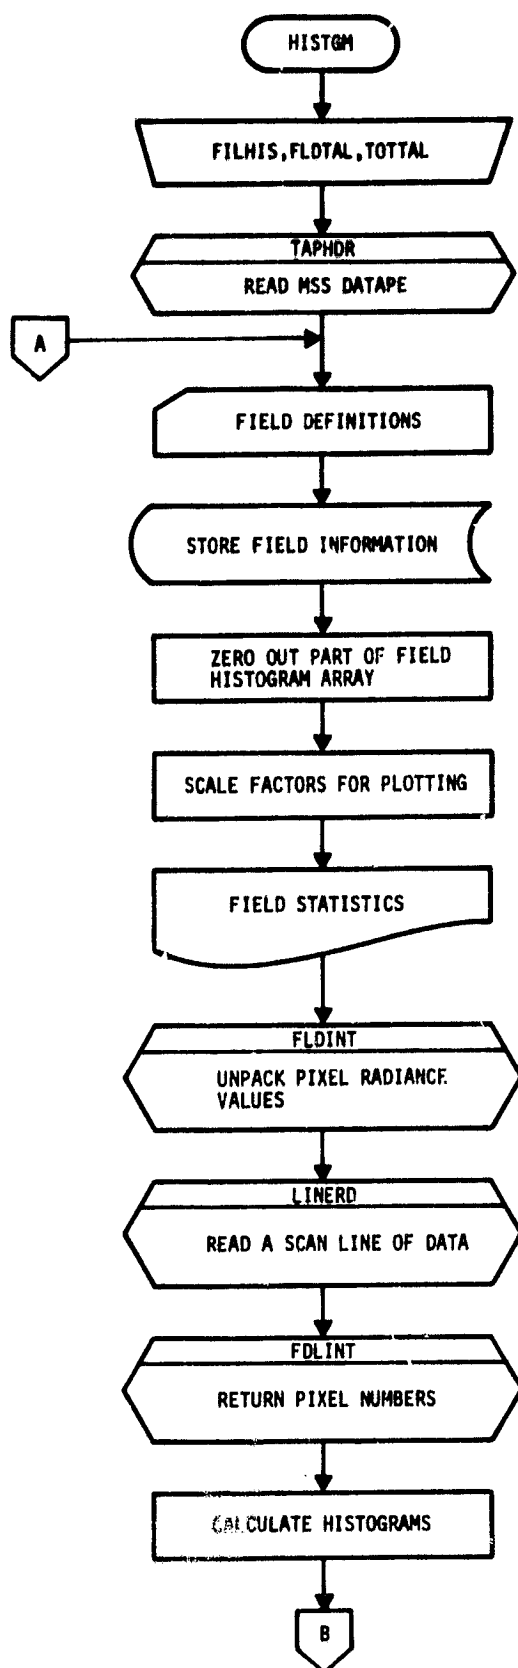 HISTGM
FILHIS,FLDTAL,TOTTAL
TAPHDR
READ MSS DATAPE
A
FIELD DEFINITIONS
STORE FIELD INFORMATION
ZERO OUT PART OF FIELD
HISTOGRAM ARRAY
SCALE FACTORS FOR PLOTTING
FIELD STATISTICS
FLDINT
UNPACK PIXEL RADIANCE
VALUES
LINERD
READ A SCAN LINE OF DATA
FDLINT
RETURN PIXEL NUMBERS
CALCULATE HISTOGRAMS
B